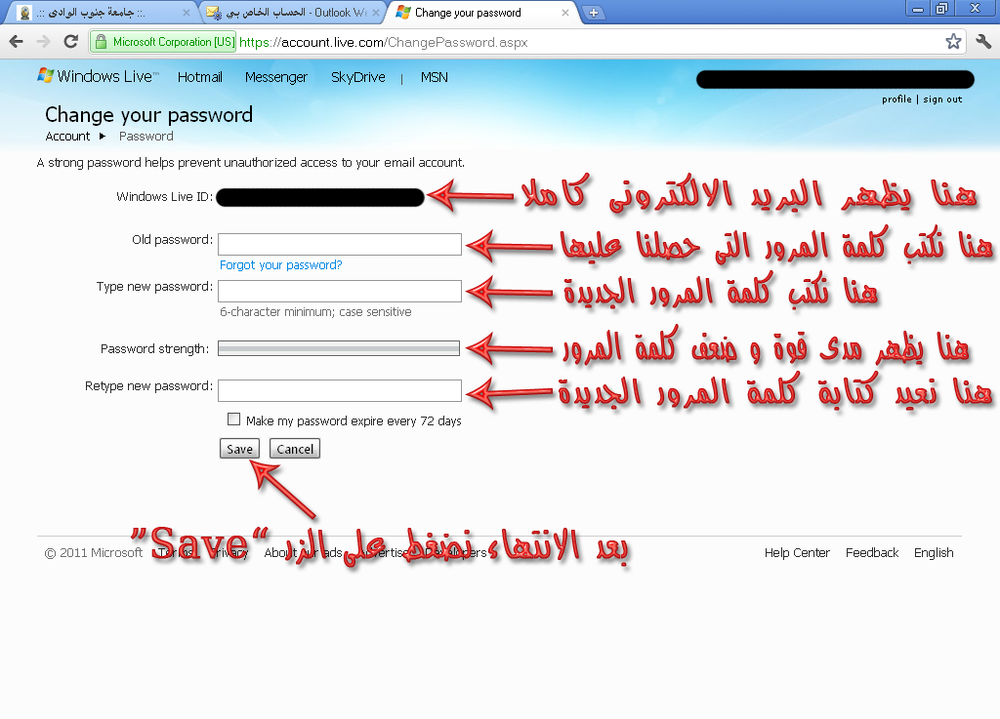 .:: جامعة جنوب الوادى ::.
الحساب الخاص بي - Outlook We
Change your password
Microsoft Corporation [US] https://account.live.com/ChangePassword.aspx
Windows Live™ Hotmail Messenger SkyDrive | MSN
profile | sign out
Change your password
Account ▸ Password
A strong password helps prevent unauthorized access to your email account.
Windows Live ID:
هنا يظهر البريد الالكترونى كاملا
Old password:
هنا نكتب كلمة المرور التى حصلنا عليها
Forgot your password?
Type new password:
هنا نكتب كلمة المرور الجديدة
6-character minimum; case sensitive
Password strength:
هنا يظهر مدى قوة و ضعف كلمة المرور
Retype new password:
هنا نعيد كتابة كلمة المرور الجديدة
Make my password expire every 72 days
Save Cancel
بعد الانتهاء نضغط على الزر “Save”
© 2011 Microsoft Terms Privacy About our ads Advertise Developers Help Center Feedback English